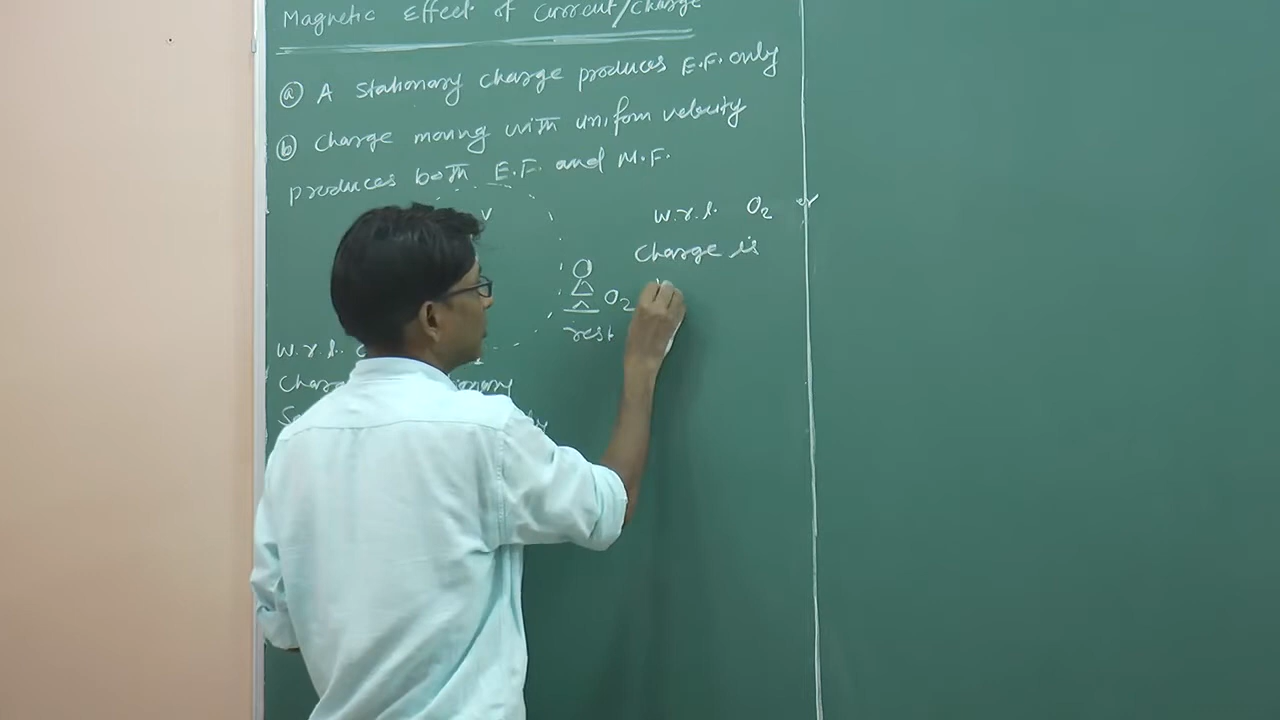 Magnetic Effect of Current/Charge
(a) A stationary charge produces E.F. only
(b) Charge moving with uniform velocity
produces both E.F. and M.F.
v
w.r.t. O2
Charge is
O2
rest
w.r.t.